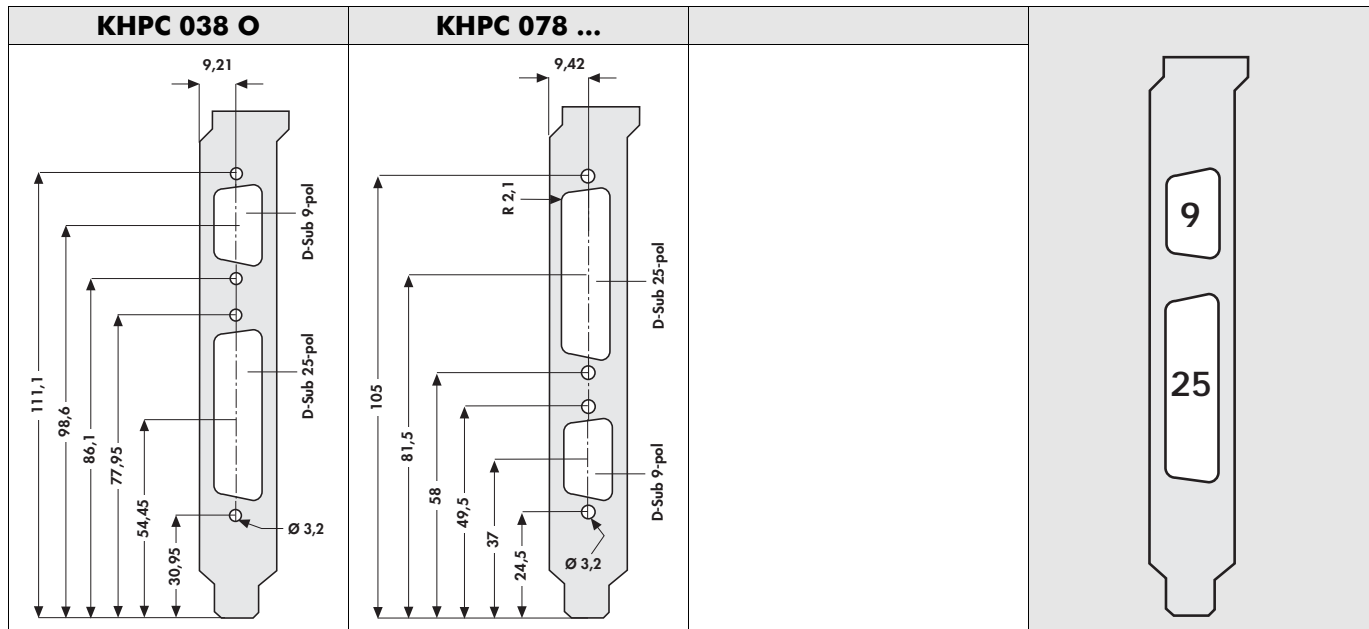 KHPC 038 O
9,21
D-Sub 9-pol
D-Sub 25-pol
111,1
98,6
86,1
77,95
54,45
30,95
Ø 3,2
KHPC 078 ...
9,42
R 2,1
D-Sub 25-pol
D-Sub 9-pol
105
81,5
58
49,5
37
24,5
Ø 3,2
9
25